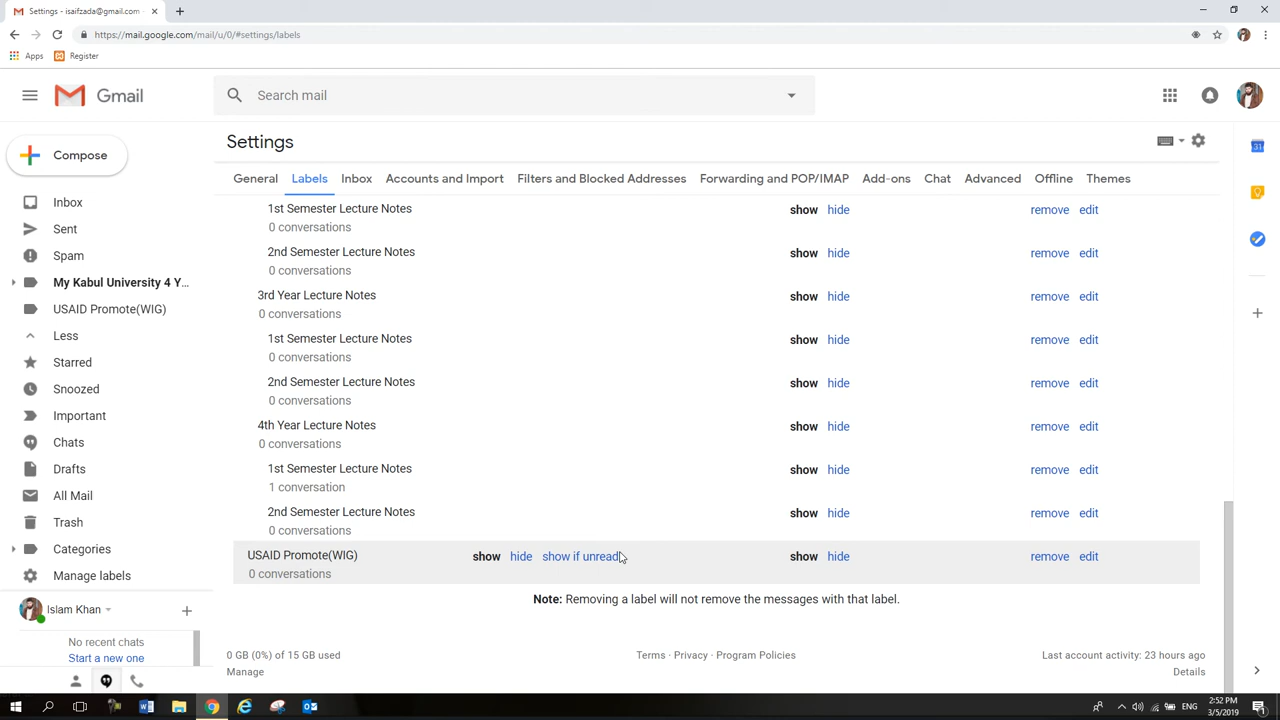 Settings - isaifzada@gmail.com
https://mail.google.com/mail/u/0/#settings/labels
Apps Register
Gmail
Search mail
Compose
Settings
General Labels Inbox Accounts and Import Filters and Blocked Addresses Forwarding and POP/IMAP Add-ons Chat Advanced Offline Themes
Inbox
Sent
Spam
My Kabul University 4 Y...
USAID Promote(WIG)
Less
Starred
Snoozed
Important
Chats
Drafts
All Mail
Trash
Categories
Manage labels
Islam Khan
No recent chats
Start a new one
1st Semester Lecture Notes show hide remove edit
0 conversations
2nd Semester Lecture Notes show hide remove edit
0 conversations
3rd Year Lecture Notes show hide remove edit
0 conversations
1st Semester Lecture Notes show hide remove edit
0 conversations
2nd Semester Lecture Notes show hide remove edit
0 conversations
4th Year Lecture Notes show hide remove edit
0 conversations
1st Semester Lecture Notes show hide remove edit
1 conversation
2nd Semester Lecture Notes show hide remove edit
0 conversations
USAID Promote(WIG) show hide show if unread show hide remove edit
0 conversations
Note: Removing a label will not remove the messages with that label.
0 GB (0%) of 15 GB used
Manage
Terms · Privacy · Program Policies
Last account activity: 23 hours ago
Details
31
ENG
2:52 PM
3/5/2019
1